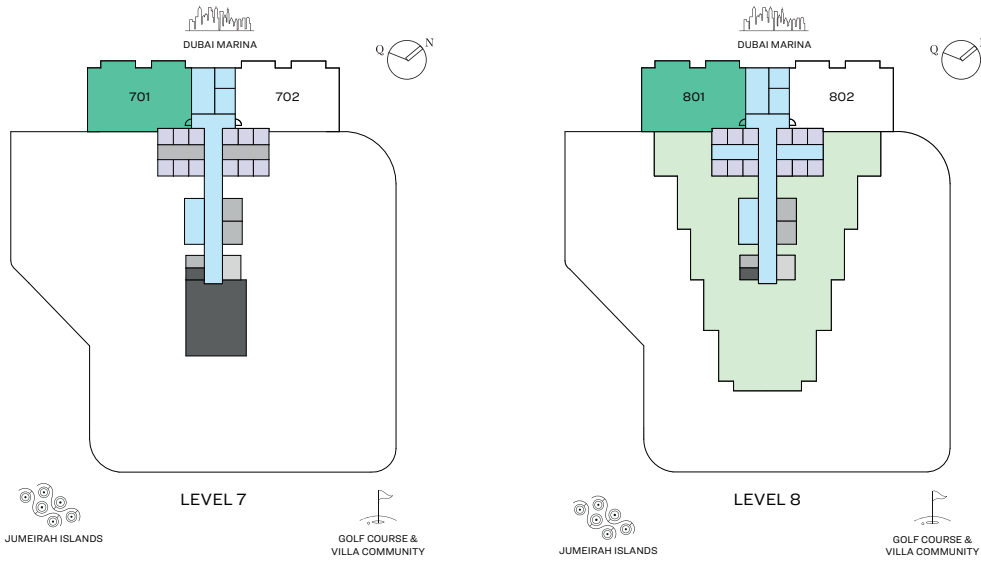 DUBAI MARINA
Q N
701
702
JUMEIRAH ISLANDS
LEVEL 7
GOLF COURSE &
VILLA COMMUNITY
DUBAI MARINA
Q N
801
802
JUMEIRAH ISLANDS
LEVEL 8
GOLF COURSE &
VILLA COMMUNITY